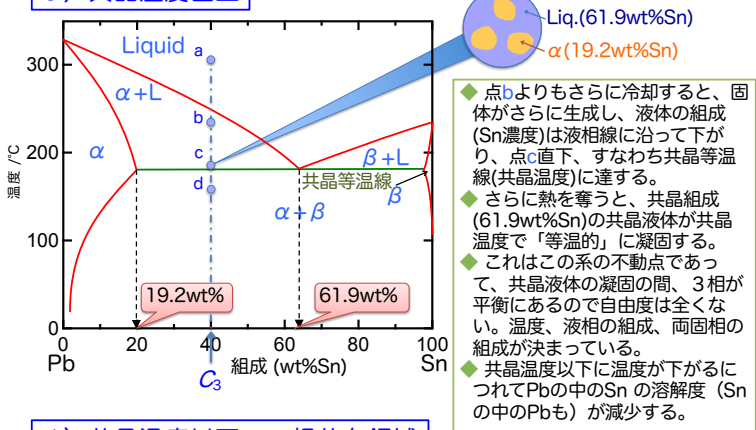 Liq.(61.9wt%Sn)
α(19.2wt%Sn)
温度 /℃
300
200
100
0
Liquid
α+L
α
a
b
c
d
β+L
共晶等温線
β
α+β
19.2wt%
61.9wt%
0
20
40
60
80
100
Pb
組成 (wt%Sn)
Sn
C3
◆ 点bよりもさらに冷却すると、固
体がさらに生成し、液体の組成
(Sn濃度)は液相線に沿って下が
り、点c直下、すなわち共晶等温
線(共晶温度)に達する。
◆ さらに熱を奪うと、共晶組成
(61.9wt%Sn)の共晶液体が共晶
温度で「等温的」に凝固する。
◆ これはこの系の不動点であっ
て、共晶液体の凝固の間、３相が
平衡にあるので自由度は全くな
い。温度、液相の組成、両固相の
組成が決まっている。
◆ 共晶温度以下に温度が下がるに
つれてPbの中のSn の溶解度（Sn
の中のPbも）が減少する。